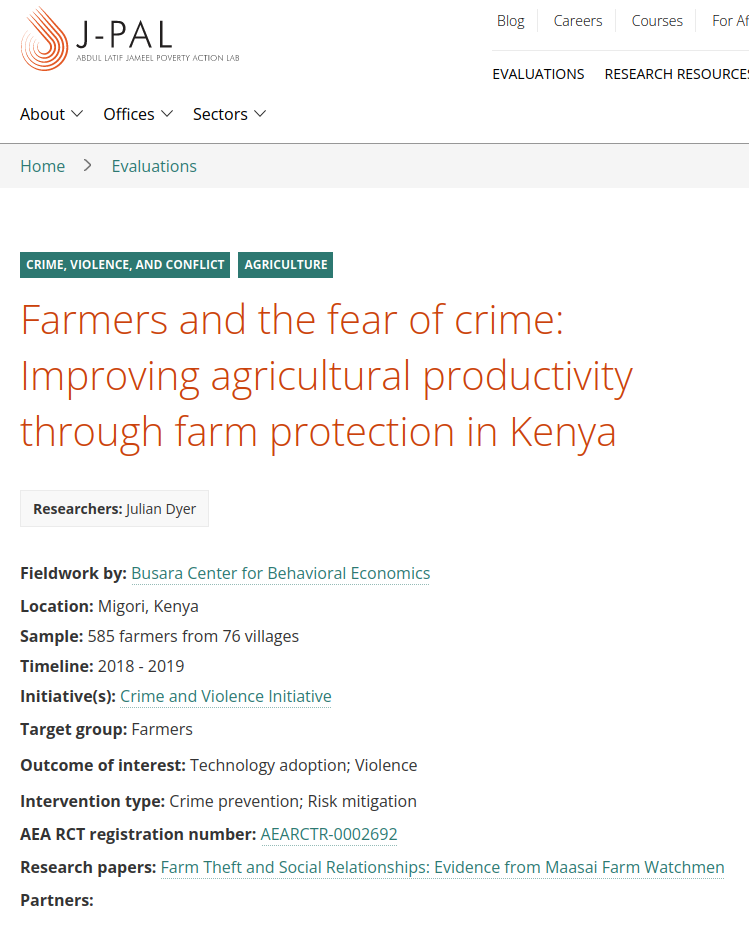 J-PAL
ABDUL LATIF JAMEEL POVERTY ACTION LAB
Blog
Careers
Courses
For Af
EVALUATIONS
RESEARCH RESOURCES
About
Offices
Sectors
Home > Evaluations
CRIME, VIOLENCE, AND CONFLICT
AGRICULTURE
Farmers and the fear of crime:
Improving agricultural productivity
through farm protection in Kenya
Researchers: Julian Dyer
Fieldwork by: Busara Center for Behavioral Economics
Location: Migori, Kenya
Sample: 585 farmers from 76 villages
Timeline: 2018 - 2019
Initiative(s): Crime and Violence Initiative
Target group: Farmers
Outcome of interest: Technology adoption; Violence
Intervention type: Crime prevention; Risk mitigation
AEA RCT registration number: AEARCTR-0002692
Research papers: Farm Theft and Social Relationships: Evidence from Maasai Farm Watchmen
Partners: